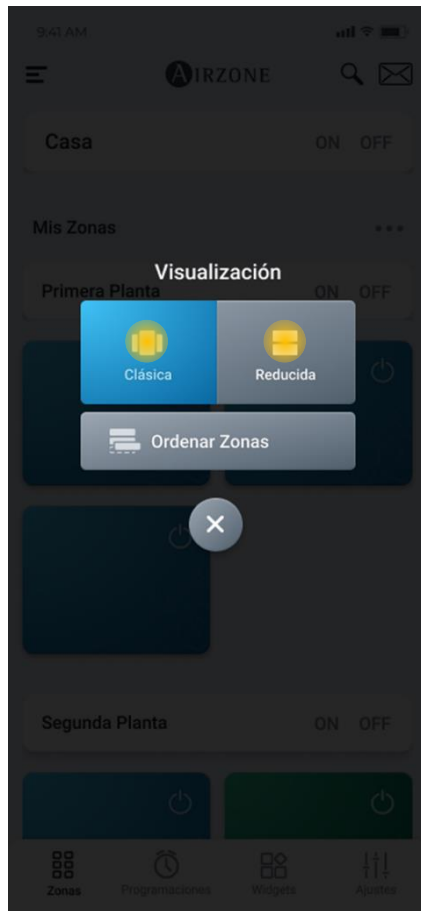 9:41 AM
AIRZONE
Casa ON OFF
Mis Zonas
Visualización
Primera Planta ON OFF
Clásica Reducida
Ordenar Zonas
Segunda Planta ON OFF
Zonas Programaciones Widgets Ajustes